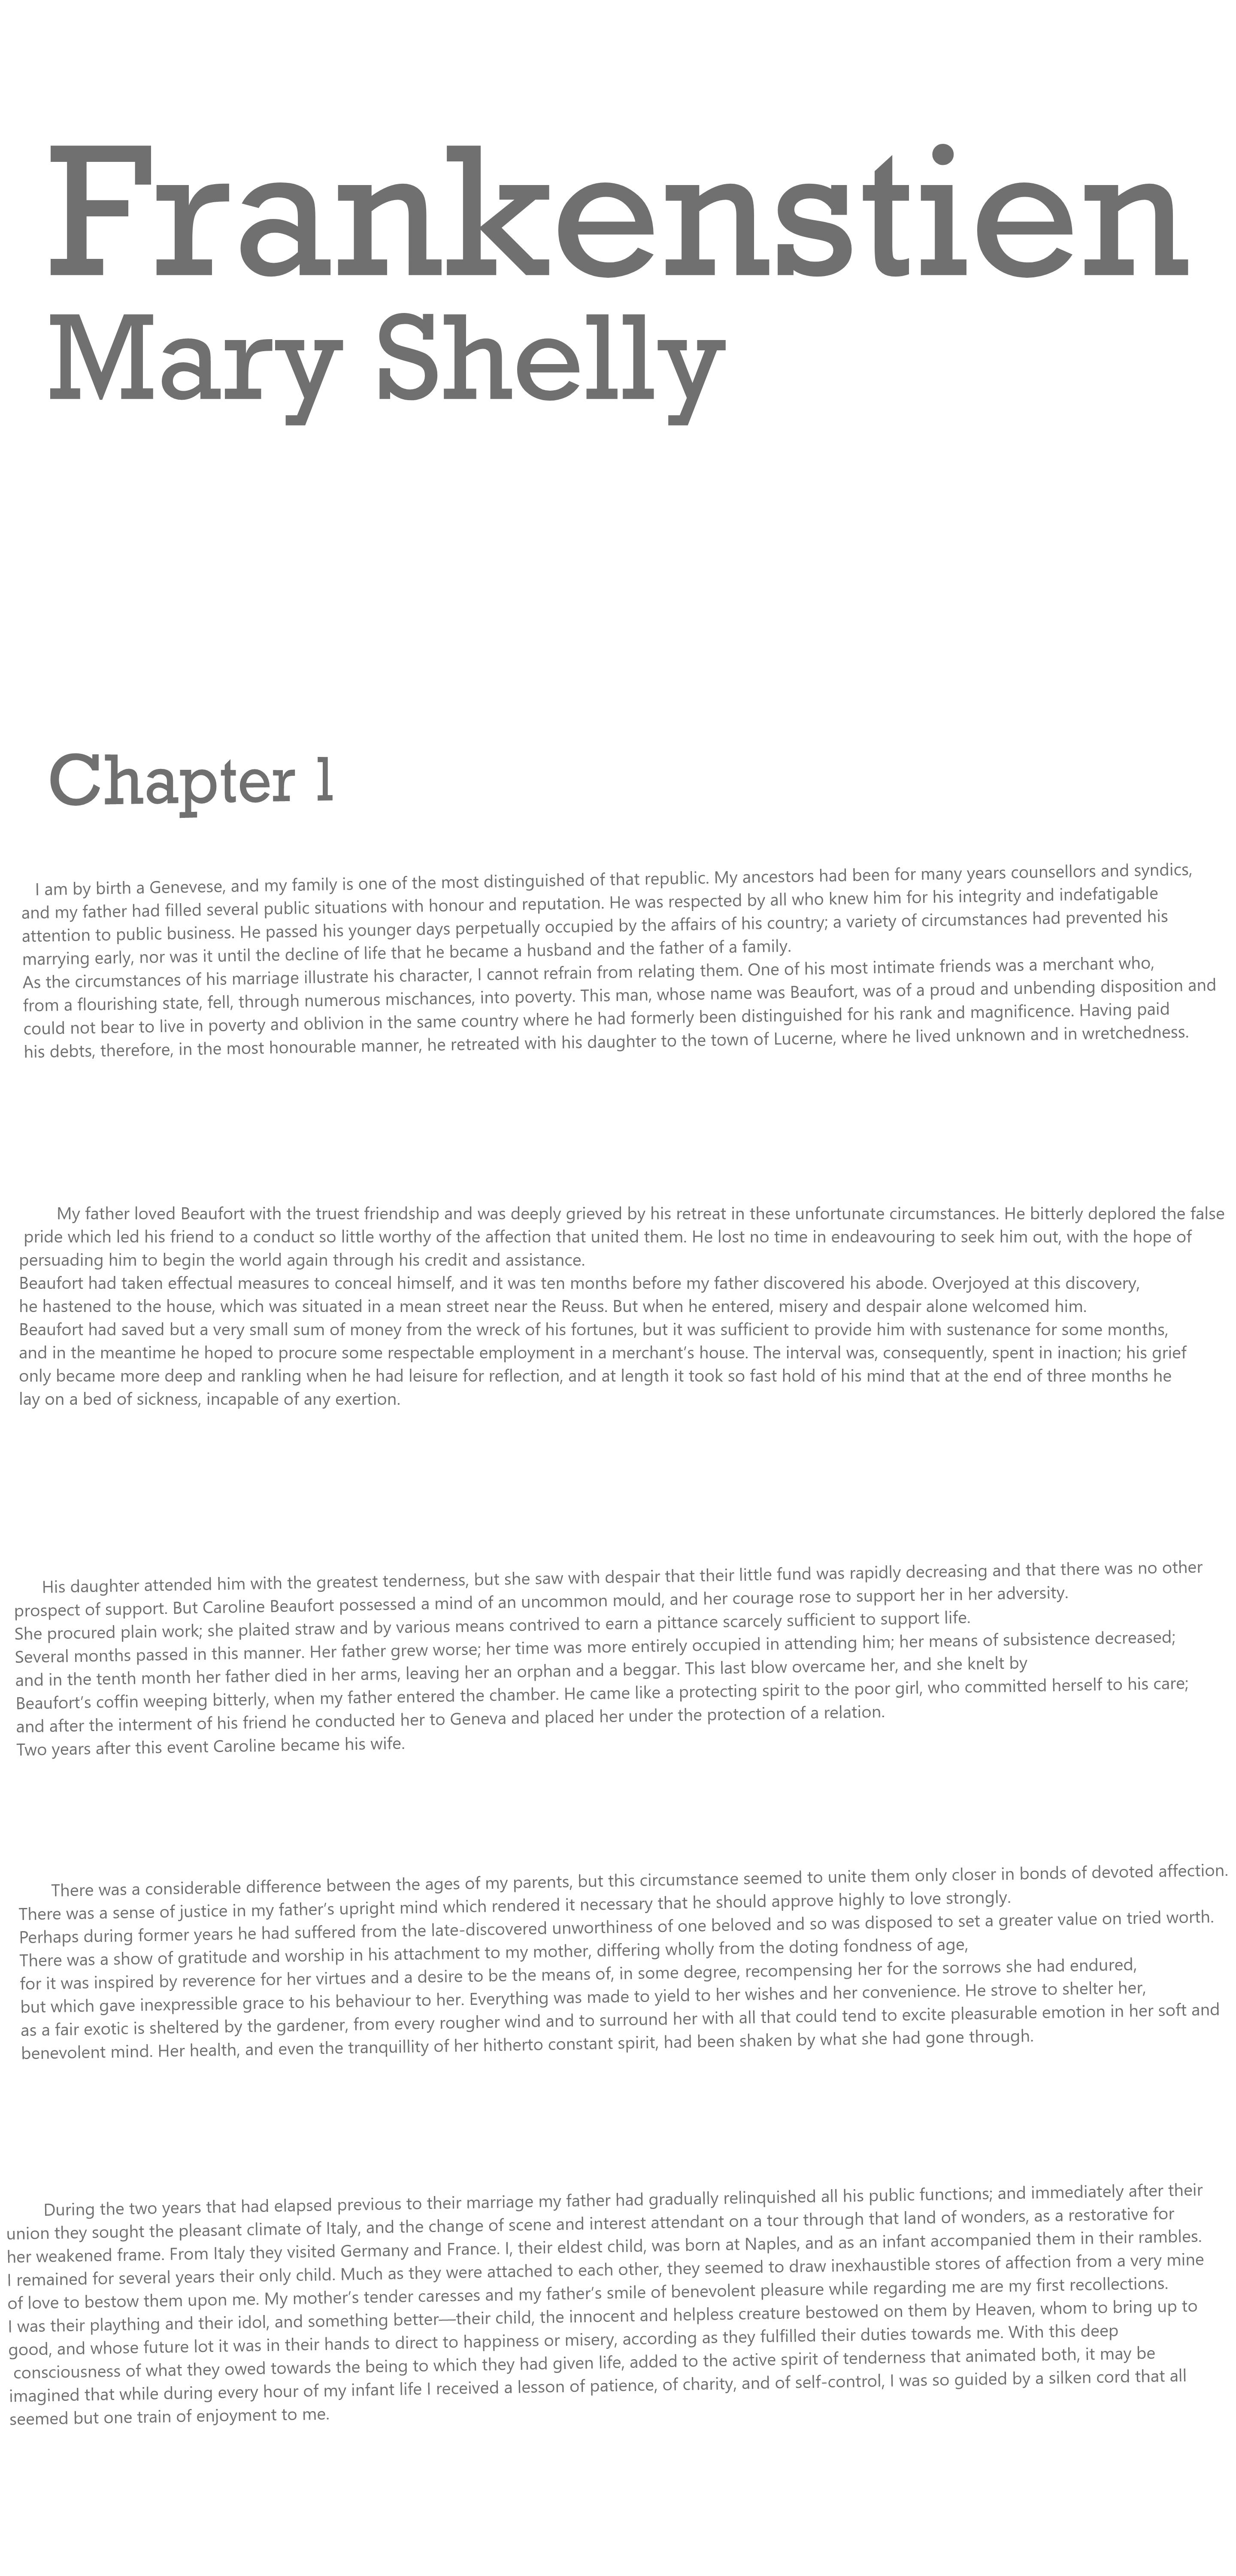 Frankenstien
Mary Shelly
Chapter 1
I am by birth a Genevese, and my family is one of the most distinguished of that republic. My ancestors had been for many years counsellors and syndics,
and my father had filled several public situations with honour and reputation. He was respected by all who knew him for his integrity and indefatigable
attention to public business. He passed his younger days perpetually occupied by the affairs of his country; a variety of circumstances had prevented his
marrying early, nor was it until the decline of life that he became a husband and the father of a family.
As the circumstances of his marriage illustrate his character, I cannot refrain from relating them. One of his most intimate friends was a merchant who,
from a flourishing state, fell, through numerous mischances, into poverty. This man, whose name was Beaufort, was of a proud and unbending disposition and
could not bear to live in poverty and oblivion in the same country where he had formerly been distinguished for his rank and magnificence. Having paid
his debts, therefore, in the most honourable manner, he retreated with his daughter to the town of Lucerne, where he lived unknown and in wretchedness.
My father loved Beaufort with the truest friendship and was deeply grieved by his retreat in these unfortunate circumstances. He bitterly deplored the false
pride which led his friend to a conduct so little worthy of the affection that united them. He lost no time in endeavouring to seek him out, with the hope of
persuading him to begin the world again through his credit and assistance.
Beaufort had taken effectual measures to conceal himself, and it was ten months before my father discovered his abode. Overjoyed at this discovery,
he hastened to the house, which was situated in a mean street near the Reuss. But when he entered, misery and despair alone welcomed him.
Beaufort had saved but a very small sum of money from the wreck of his fortunes, but it was sufficient to provide him with sustenance for some months,
and in the meantime he hoped to procure some respectable employment in a merchant's house. The interval was, consequently, spent in inaction; his grief
only became more deep and rankling when he had leisure for reflection, and at length it took so fast hold of his mind that at the end of three months he
lay on a bed of sickness, incapable of any exertion.
His daughter attended him with the greatest tenderness, but she saw with despair that their little fund was rapidly decreasing and that there was no other
prospect of support. But Caroline Beaufort possessed a mind of an uncommon mould, and her courage rose to support her in her adversity.
She procured plain work; she plaited straw and by various means contrived to earn a pittance scarcely sufficient to support life.
Several months passed in this manner. Her father grew worse; her time was more entirely occupied in attending him; her means of subsistence decreased;
and in the tenth month her father died in her arms, leaving her an orphan and a beggar. This last blow overcame her, and she knelt by
Beaufort's coffin weeping bitterly, when my father entered the chamber. He came like a protecting spirit to the poor girl, who committed herself to his care;
and after the interment of his friend he conducted her to Geneva and placed her under the protection of a relation.
Two years after this event Caroline became his wife.
There was a considerable difference between the ages of my parents, but this circumstance seemed to unite them only closer in bonds of devoted affection.
There was a sense of justice in my father's upright mind which rendered it necessary that he should approve highly to love strongly.
Perhaps during former years he had suffered from the late-discovered unworthiness of one beloved and so was disposed to set a greater value on tried worth.
There was a show of gratitude and worship in his attachment to my mother, differing wholly from the doting fondness of age,
for it was inspired by reverence for her virtues and a desire to be the means of, in some degree, recompensing her for the sorrows she had endured,
but which gave inexpressible grace to his behaviour to her. Everything was made to yield to her wishes and her convenience. He strove to shelter her,
as a fair exotic is sheltered by the gardener, from every rougher wind and to surround her with all that could tend to excite pleasurable emotion in her soft and
benevolent mind. Her health, and even the tranquillity of her hitherto constant spirit, had been shaken by what she had gone through.
During the two years that had elapsed previous to their marriage my father had gradually relinquished all his public functions; and immediately after their
union they sought the pleasant climate of Italy, and the change of scene and interest attendant on a tour through that land of wonders, as a restorative for
her weakened frame. From Italy they visited Germany and France. I, their eldest child, was born at Naples, and as an infant accompanied them in their rambles.
I remained for several years their only child. Much as they were attached to each other, they seemed to draw inexhaustible stores of affection from a very mine
of love to bestow them upon me. My mother's tender caresses and my father's smile of benevolent pleasure while regarding me are my first recollections.
I was their plaything and their idol, and something better—their child, the innocent and helpless creature bestowed on them by Heaven, whom to bring up to
good, and whose future lot it was in their hands to direct to happiness or misery, according as they fulfilled their duties towards me. With this deep
consciousness of what they owed towards the being to which they had given life, added to the active spirit of tenderness that animated both, it may be
imagined that while during every hour of my infant life I received a lesson of patience, of charity, and of self-control, I was so guided by a silken cord that all
seemed but one train of enjoyment to me.